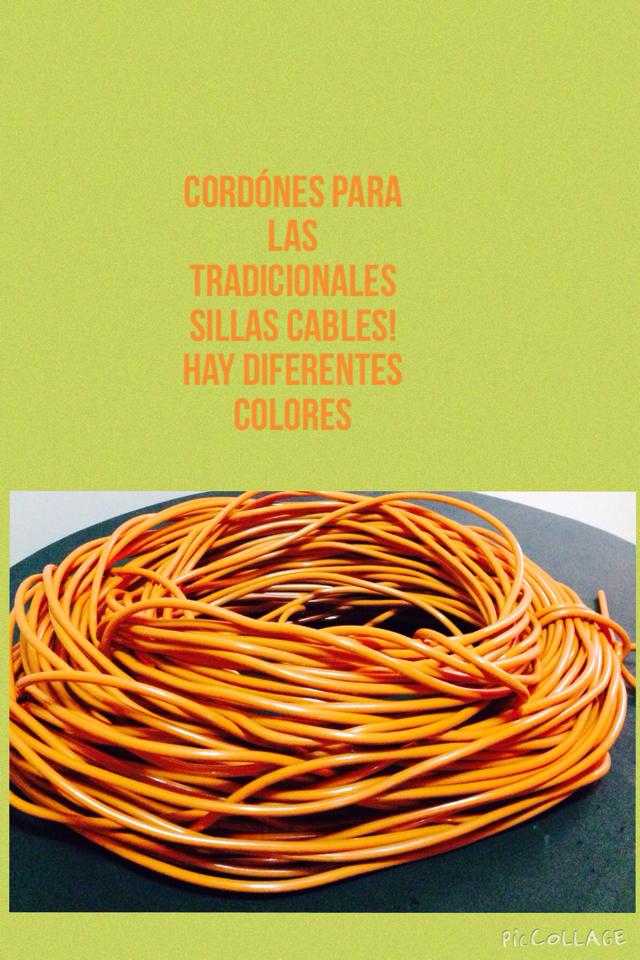 CORDÓNES PARA
LAS
TRADICIONALES
SILLAS CABLES!
HAY DIFERENTES
COLORES
PicCOLLAGE